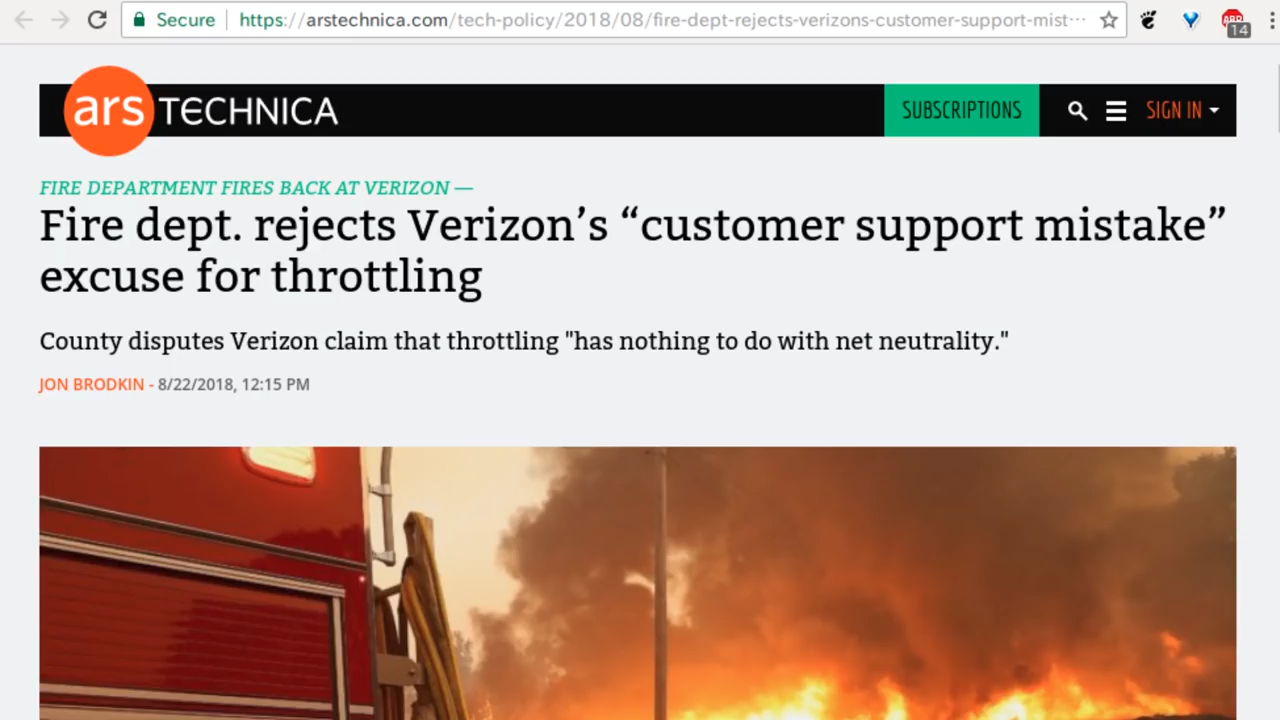 Secure https://arstechnica.com/tech-policy/2018/08/fire-dept-rejects-verizons-customer-support-mist…
14
ars TECHNICA
SUBSCRIPTIONS
SIGN IN
FIRE DEPARTMENT FIRES BACK AT VERIZON —
Fire dept. rejects Verizon’s “customer support mistake”
excuse for throttling
County disputes Verizon claim that throttling "has nothing to do with net neutrality."
JON BRODKIN - 8/22/2018, 12:15 PM